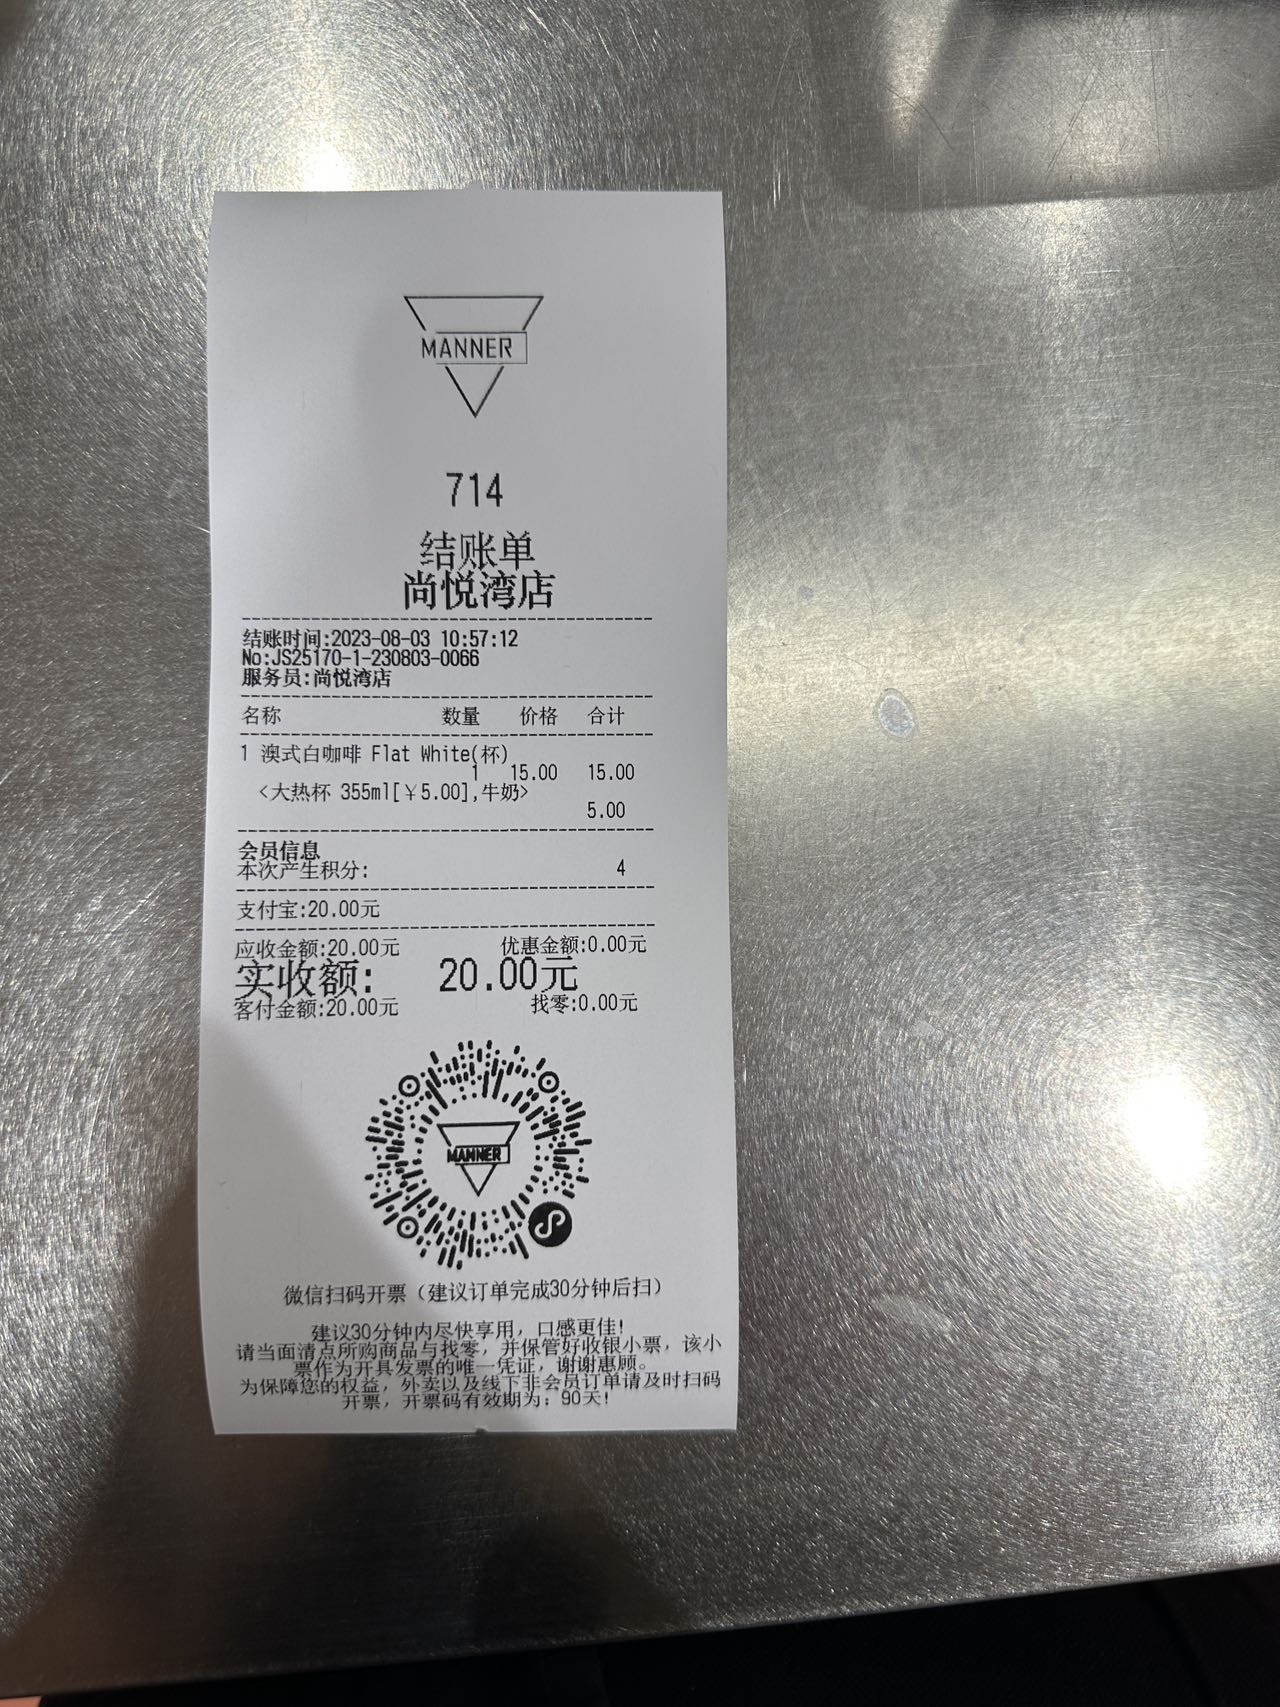 MANNER
714
结账单
尚悦湾店
结账时间:2023-08-03 10:57:12
No:JS25170-1-230803-0066
服务员:尚悦湾店
名称 数量 价格 合计
1 澳式白咖啡 Flat White(杯)
1 15.00 15.00
<大热杯 355ml[￥5.00],牛奶>
5.00
会员信息
本次产生积分: 4
支付宝:20.00元
应收金额:20.00元 优惠金额:0.00元
实收额: 20.00元
客付金额:20.00元 找零:0.00元
MANNER
微信扫码开票（建议订单完成30分钟后扫）
建议30分钟内尽快享用，口感更佳!
请当面清点所购商品与找零，并保管好收银小票，该小
票作为开具发票的唯一凭证，谢谢惠顾。
为保障您的权益，外卖以及线下非会员订单请及时扫码
开票，开票码有效期为：90天!